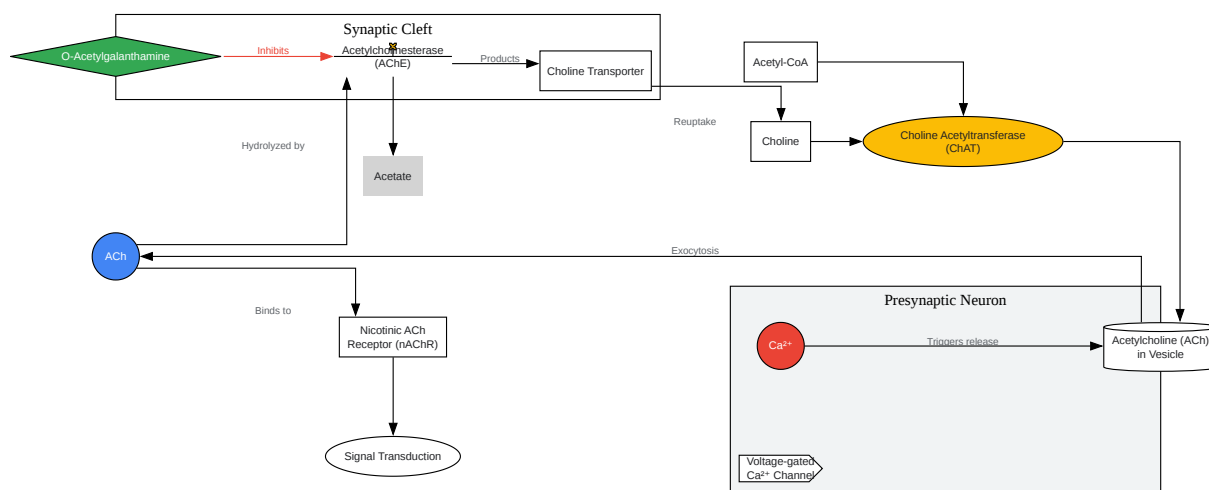 Synaptic Cleft
O-Acetylgalanthamine
Inhibits
Acetylcholinesterase
(AChE)
Products
Choline Transporter
Acetyl-CoA
Reuptake
Choline
Choline Acetyltransferase
(ChAT)
Hydrolyzed by
Acetate
ACh
Exocytosis
Binds to
Nicotinic ACh
Receptor (nAChR)
Signal Transduction
Presynaptic Neuron
Ca²⁺
Triggers release
Acetylcholine (ACh)
in Vesicle
Voltage-gated
Ca²⁺ Channel